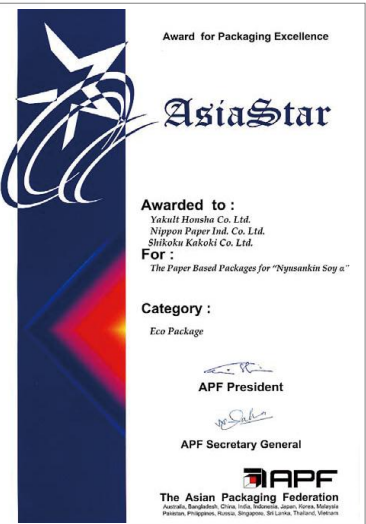 Award for Packaging Excellence
AsiaStar
Awarded to :
Yakult Honsha Co. Ltd.
Nippon Paper Ind. Co. Ltd.
Shikoku Kakoki Co. Ltd.
For :
The Paper Based Packages for "Nyusankin Soy α"
Category :
Eco Package
APF President
APF Secretary General
APF
The Asian Packaging Federation
Australia, Bangladesh, China, India, Indonesia, Japan, Korea, Malaysia
Pakistan, Philippines, Russia, Singapore, Sri Lanka, Thailand, Vietnam